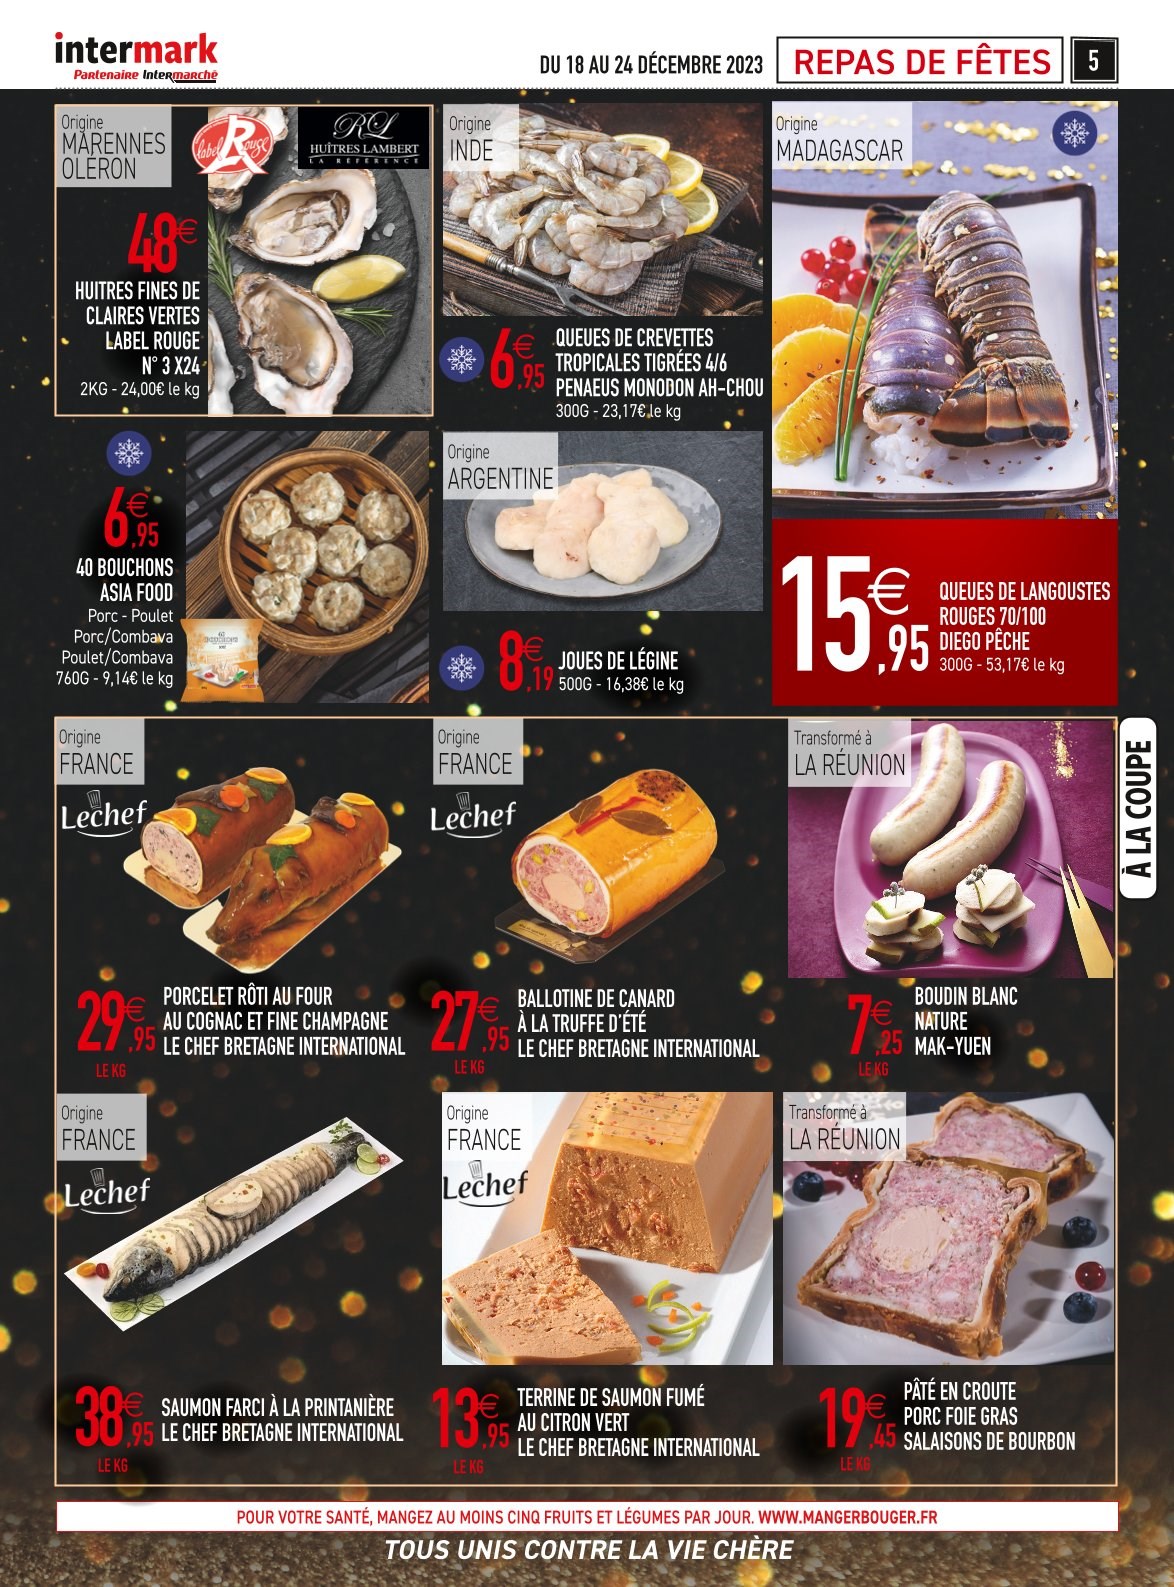 intermark
Partenaire Intermarché
DU 18 AU 24 DÉCEMBRE 2023
REPAS DE FÊTES
5
Origine
MARENNES
OLÉRON
label Rouge
RL
HUÎTRES LAMBERT
LA RÉFÉRENCE
48€
HUITRES FINES DE
CLAIRES VERTES
LABEL ROUGE
N° 3 X24
2KG - 24,00€ le kg
Origine
INDE
6€,95
QUEUES DE CREVETTES
TROPICALES TIGRÉES 4/6
PENAEUS MONODON AH-CHOU
300G - 23,17€ le kg
Origine
MADAGASCAR
15€,95
QUEUES DE LANGOUSTES
ROUGES 70/100
DIEGO PÊCHE
300G - 53,17€ le kg
6€,95
40 BOUCHONS
ASIA FOOD
Porc - Poulet
Porc/Combava
Poulet/Combava
760G - 9,14€ le kg
Origine
ARGENTINE
8€,19
JOUES DE LÉGINE
500G - 16,38€ le kg
À LA COUPE
Origine
FRANCE
Lechef
29€,95
LE KG
PORCELET RÔTI AU FOUR
AU COGNAC ET FINE CHAMPAGNE
LE CHEF BRETAGNE INTERNATIONAL
Origine
FRANCE
Lechef
27€,95
LE KG
BALLOTINE DE CANARD
À LA TRUFFE D'ÉTÉ
LE CHEF BRETAGNE INTERNATIONAL
Transformé à
LA RÉUNION
7€,25
LE KG
BOUDIN BLANC
NATURE
MAK-YUEN
Origine
FRANCE
Lechef
38€,95
LE KG
SAUMON FARCI À LA PRINTANIÈRE
LE CHEF BRETAGNE INTERNATIONAL
Origine
FRANCE
Lechef
13€,95
LE KG
TERRINE DE SAUMON FUMÉ
AU CITRON VERT
LE CHEF BRETAGNE INTERNATIONAL
Transformé à
LA RÉUNION
19€,45
LE KG
PÂTÉ EN CROUTE
PORC FOIE GRAS
SALAISONS DE BOURBON
POUR VOTRE SANTÉ, MANGEZ AU MOINS CINQ FRUITS ET LÉGUMES PAR JOUR. WWW.MANGERBOUGER.FR
TOUS UNIS CONTRE LA VIE CHÈRE